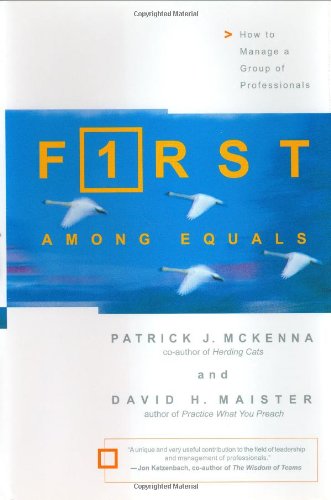 Copyrighted Material
> How to
Manage a
Group of
Professionals
F1RST
AMONG EQUALS
PATRICK J. MCKENNA
co-author of Herding Cats
and
DAVID H. MAISTER
author of Practice What You Preach
"A unique and very useful contribution to the field of leadership
and management of professionals."
—Jon Katzenbach, co-author of The Wisdom of Teams
Copyrighted Material